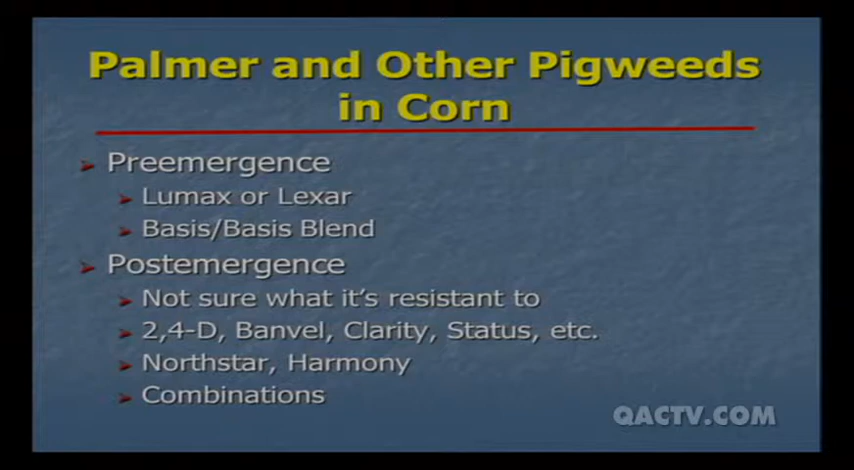 Palmer and Other Pigweeds
in Corn
Preemergence
Lumax or Lexar
Basis/Basis Blend
Postemergence
Not sure what it's resistant to
2,4-D, Banvel, Clarity, Status, etc.
Northstar, Harmony
Combinations
QACTV.COM